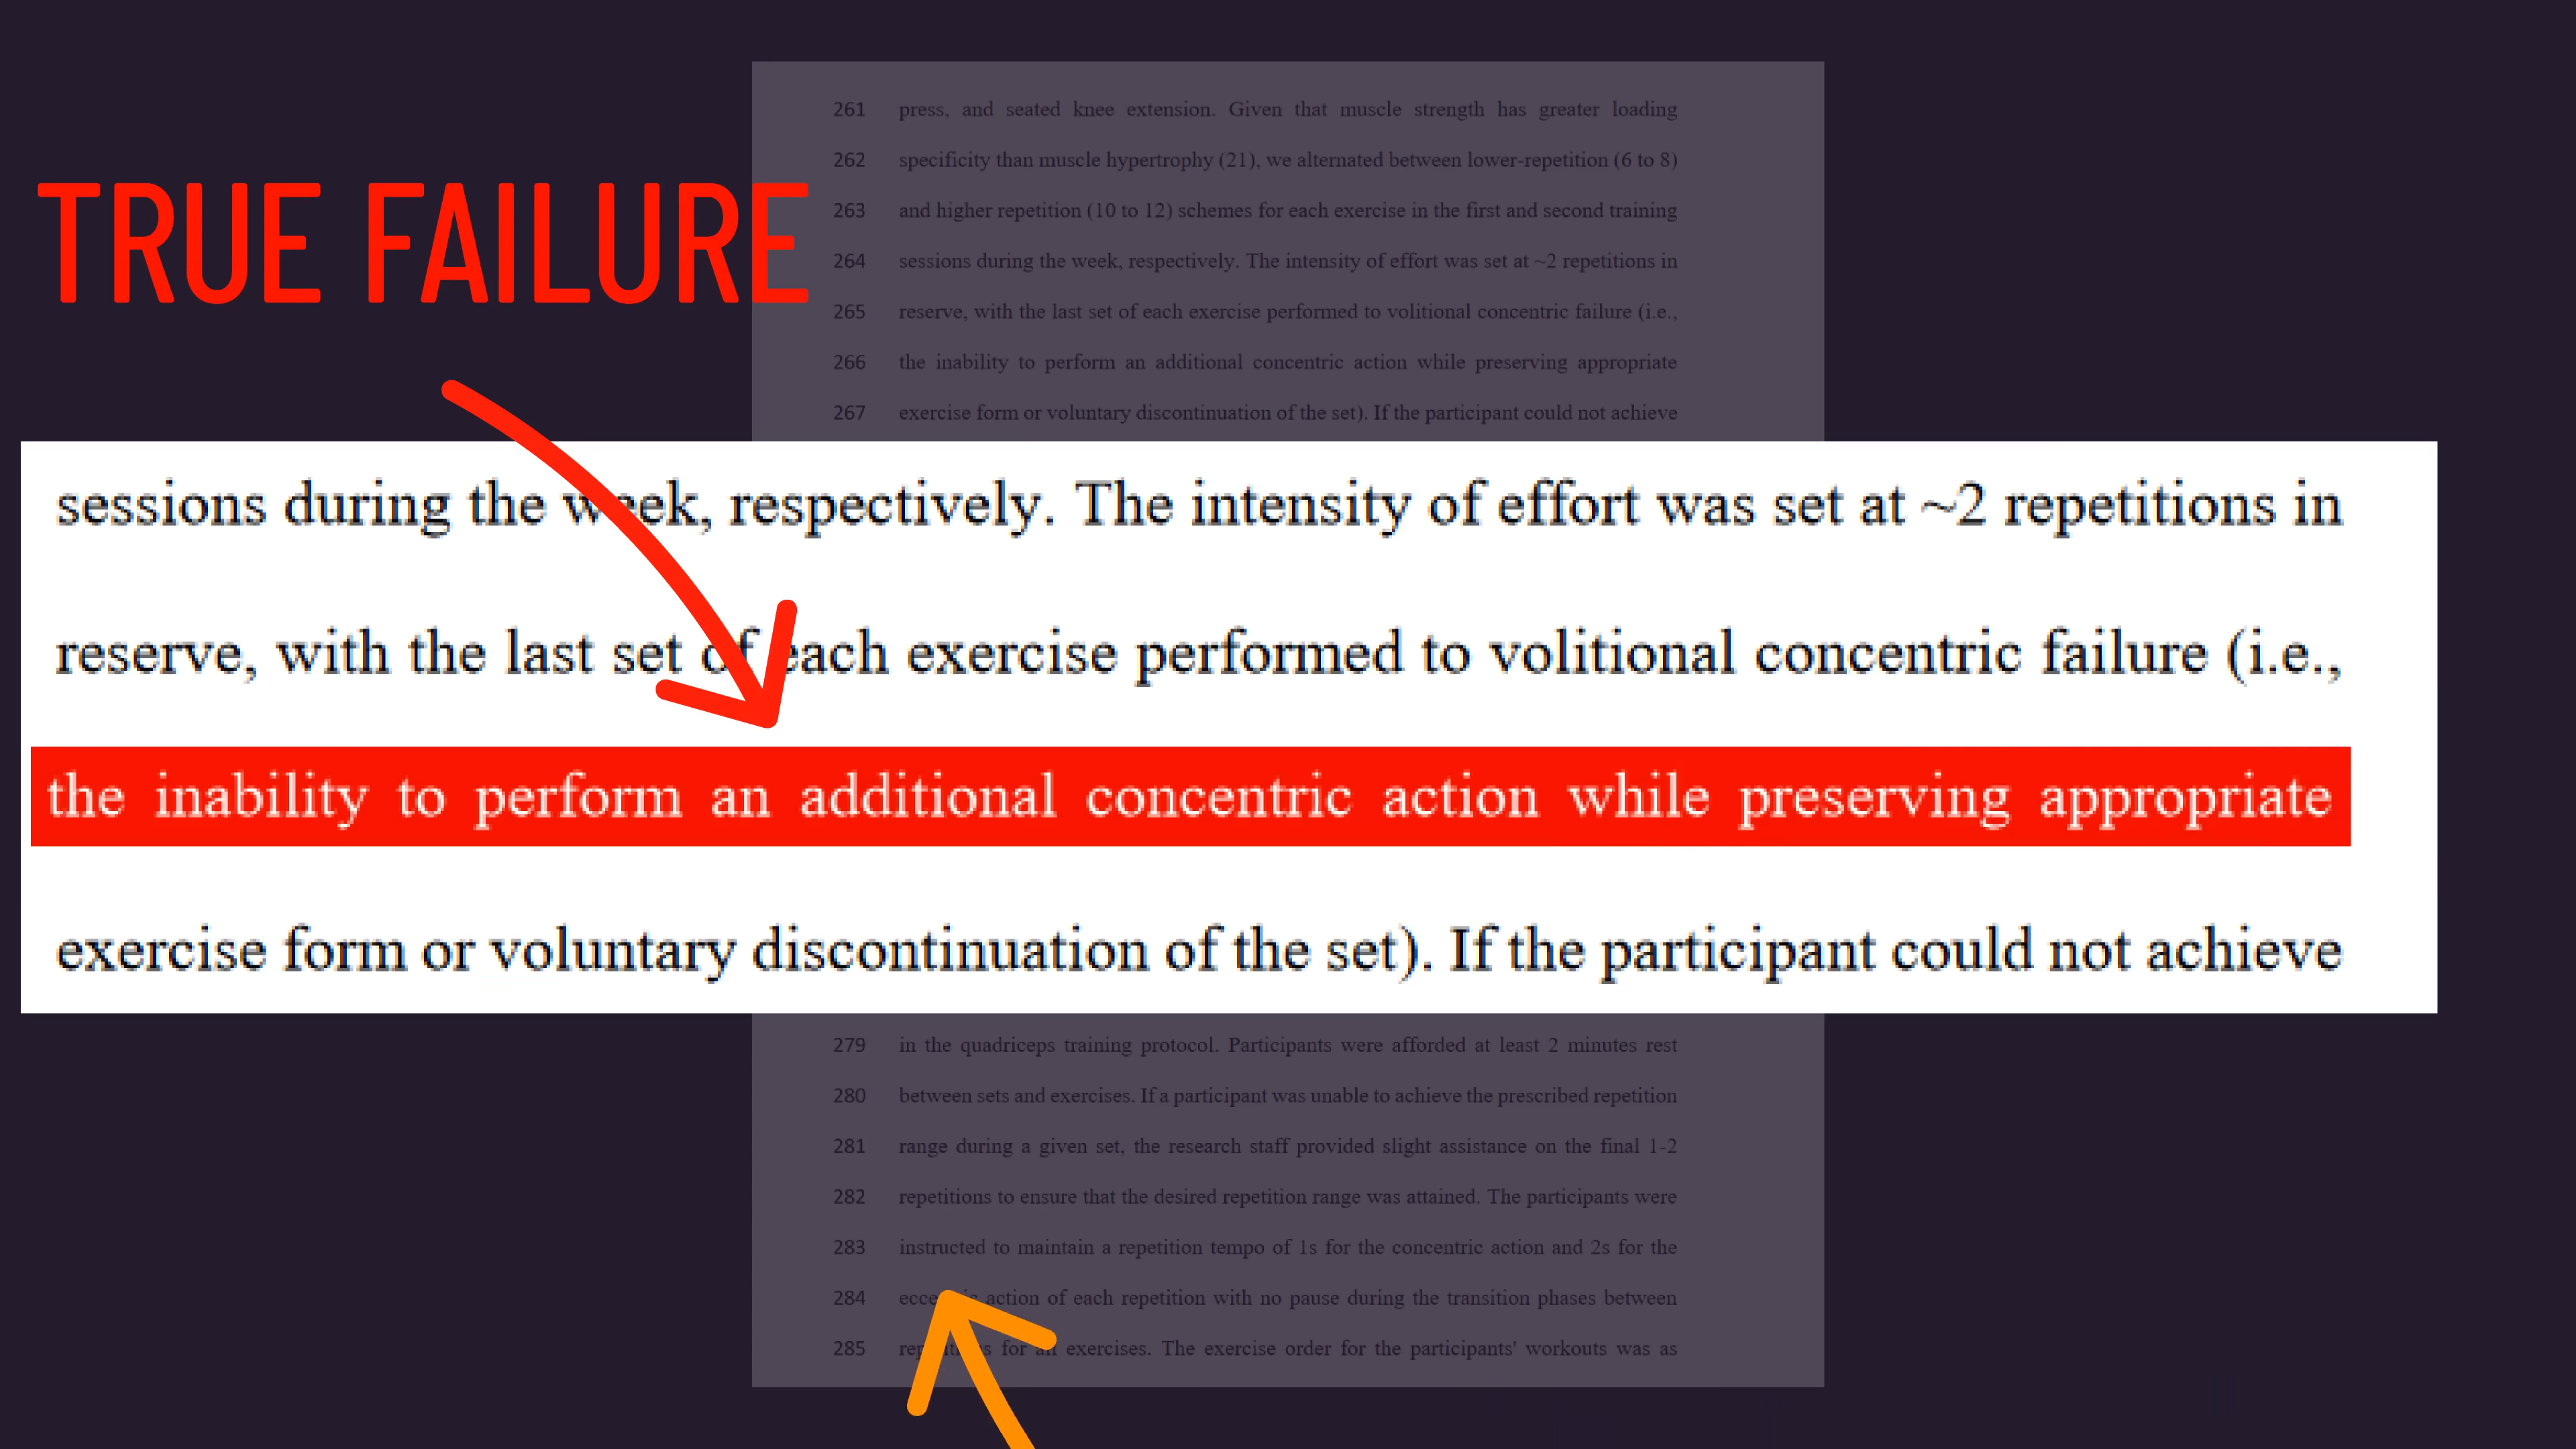 TRUE FAILURE
261 press, and seated knee extension. Given that muscle strength has greater loading
262 specificity than muscle hypertrophy (21), we alternated between lower-repetition (6 to 8)
263 and higher repetition (10 to 12) schemes for each exercise in the first and second training
264 sessions during the week, respectively. The intensity of effort was set at ~2 repetitions in
265 reserve, with the last set of each exercise performed to volitional concentric failure (i.e.,
266 the inability to perform an additional concentric action while preserving appropriate
267 exercise form or voluntary discontinuation of the set). If the participant could not achieve
sessions during the week, respectively. The intensity of effort was set at ~2 repetitions in
reserve, with the last set of each exercise performed to volitional concentric failure (i.e.,
the inability to perform an additional concentric action while preserving appropriate
exercise form or voluntary discontinuation of the set). If the participant could not achieve
279 in the quadriceps training protocol. Participants were afforded at least 2 minutes rest
280 between sets and exercises. If a participant was unable to achieve the prescribed repetition
281 range during a given set, the research staff provided slight assistance on the final 1-2
282 repetitions to ensure that the desired repetition range was attained. The participants were
283 instructed to maintain a repetition tempo of 1s for the concentric action and 2s for the
284 eccentric action of each repetition with no pause during the transition phases between
285 repetitions for all exercises. The exercise order for the participants' workouts was as